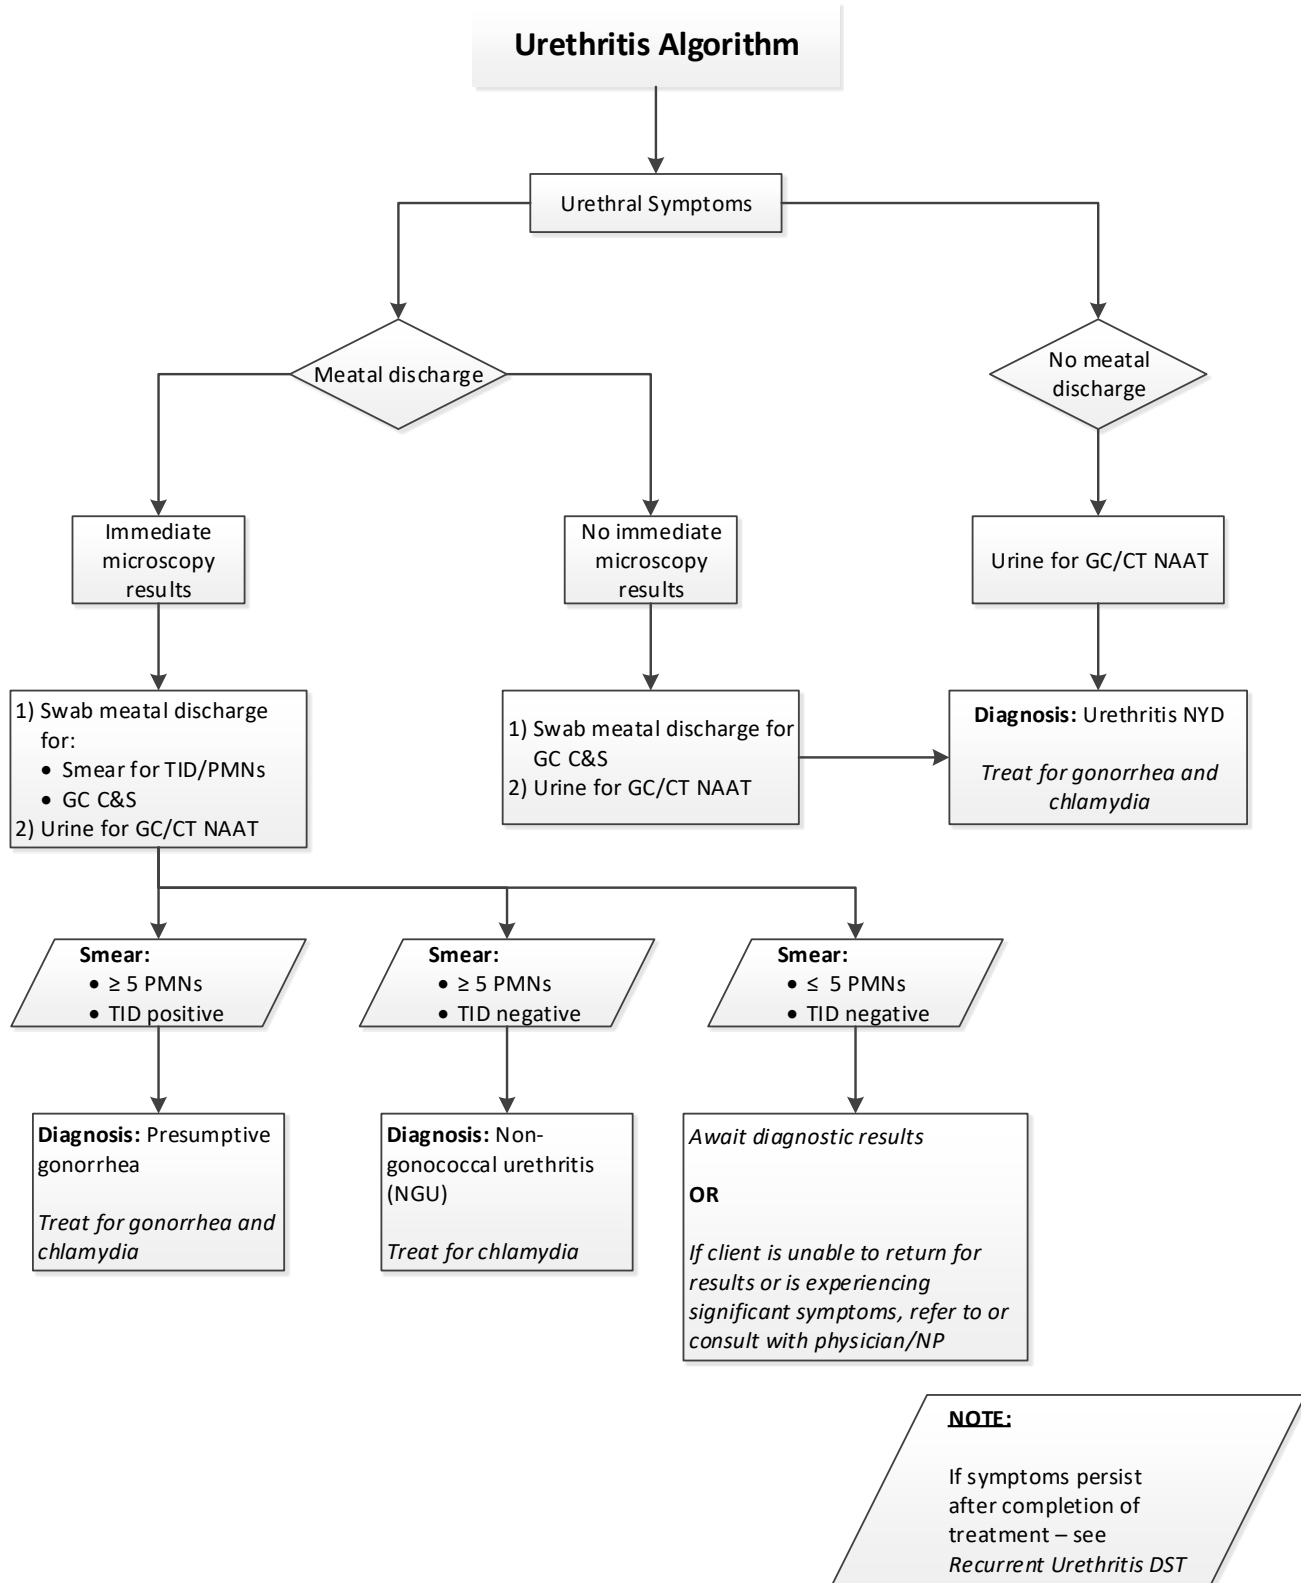 Urethritis Algorithm
Urethral Symptoms
Meatal discharge
No meatal
discharge
Immediate
microscopy
results
No immediate
microscopy
results
Urine for GC/CT NAAT
1) Swab meatal discharge
for:
• Smear for TID/PMNs
• GC C&S
2) Urine for GC/CT NAAT
1) Swab meatal discharge for
GC C&S
2) Urine for GC/CT NAAT
Diagnosis: Urethritis NYD
Treat for gonorrhea and
chlamydia
Smear:
• ≥ 5 PMNs
• TID positive
Smear:
• ≥ 5 PMNs
• TID negative
Smear:
• ≤ 5 PMNs
• TID negative
Diagnosis: Presumptive
gonorrhea
Treat for gonorrhea and
chlamydia
Diagnosis: Non-
gonococcal urethritis
(NGU)
Treat for chlamydia
Await diagnostic results
OR
If client is unable to return for
results or is experiencing
significant symptoms, refer to or
consult with physician/NP
NOTE:
If symptoms persist
after completion of
treatment – see
Recurrent Urethritis DST